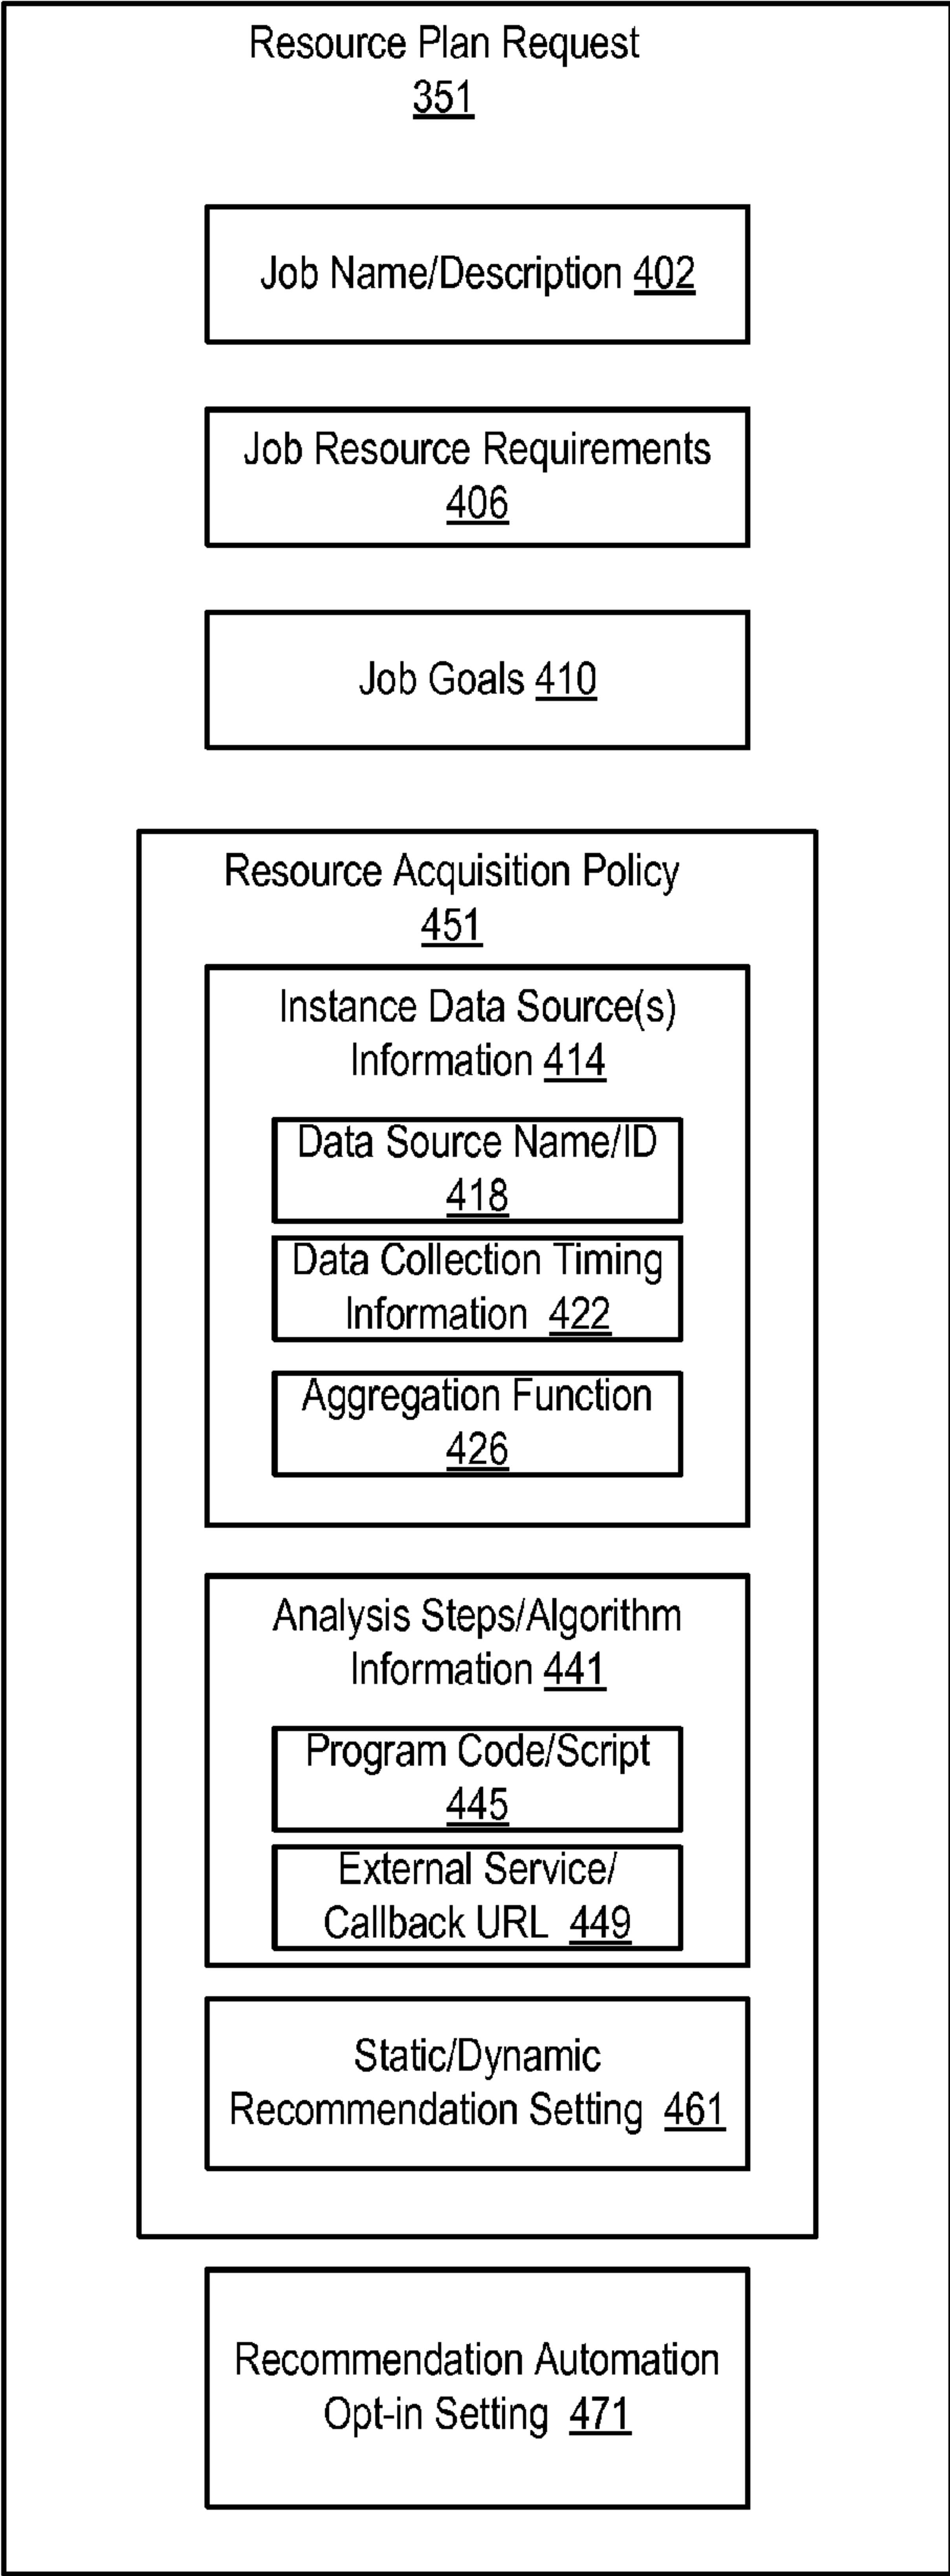 Resource Plan Request
351
Job Name/Description 402
Job Resource Requirements
406
Job Goals 410
Resource Acquisition Policy
451
Instance Data Source(s)
Information 414
Data Source Name/ID
418
Data Collection Timing
Information 422
Aggregation Function
426
Analysis Steps/Algorithm
Information 441
Program Code/Script
445
External Service/
Callback URL 449
Static/Dynamic
Recommendation Setting 461
Recommendation Automation
Opt-in Setting 471